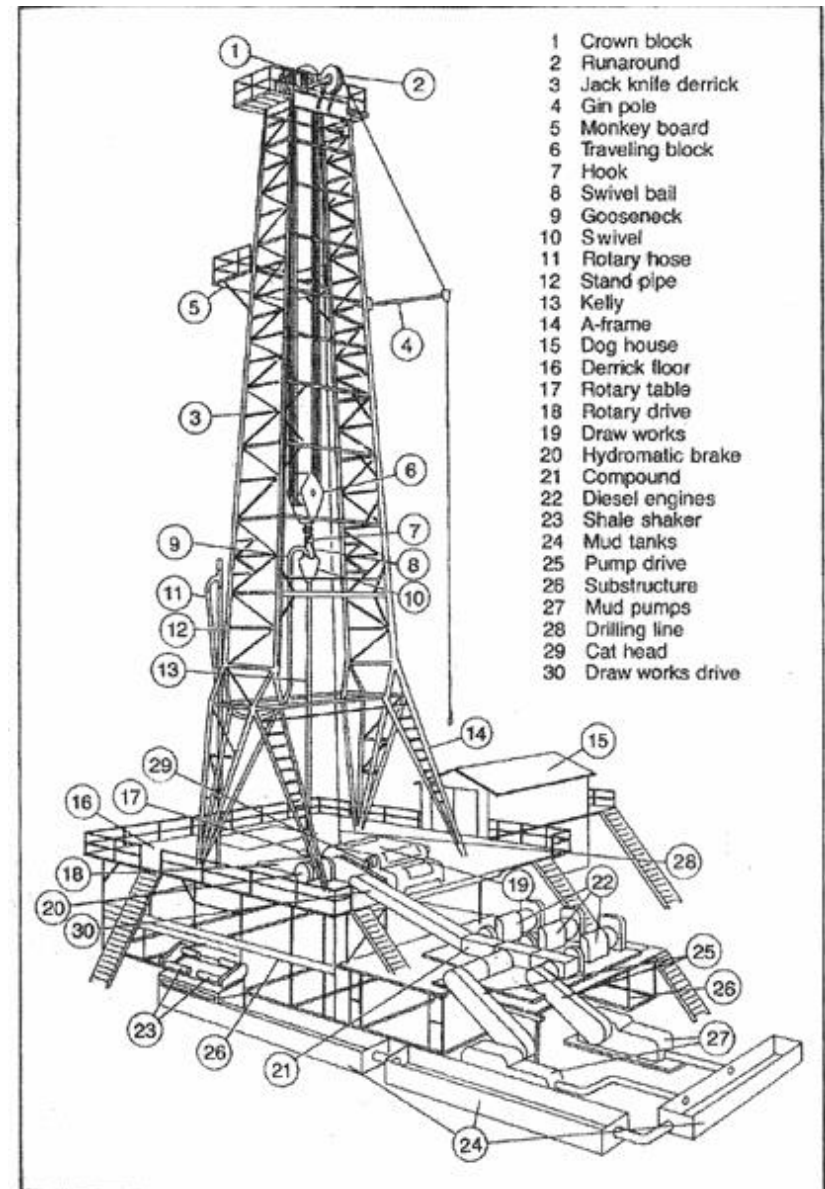 1 Crown block
2 Runaround
3 Jack knife derrick
4 Gin pole
5 Monkey board
6 Traveling block
7 Hook
8 Swivel bail
9 Gooseneck
10 Swivel
11 Rotary hose
12 Stand pipe
13 Kelly
14 A-frame
15 Dog house
16 Derrick floor
17 Rotary table
18 Rotary drive
19 Draw works
20 Hydromatic brake
21 Compound
22 Diesel engines
23 Shale shaker
24 Mud tanks
25 Pump drive
26 Substructure
27 Mud pumps
28 Drilling line
29 Cat head
30 Draw works drive
1
2
5
4
3
6
7
9
8
11
10
12
13
14
15
29
17
16
28
18
19
22
20
30
25
26
23
26
21
27
24